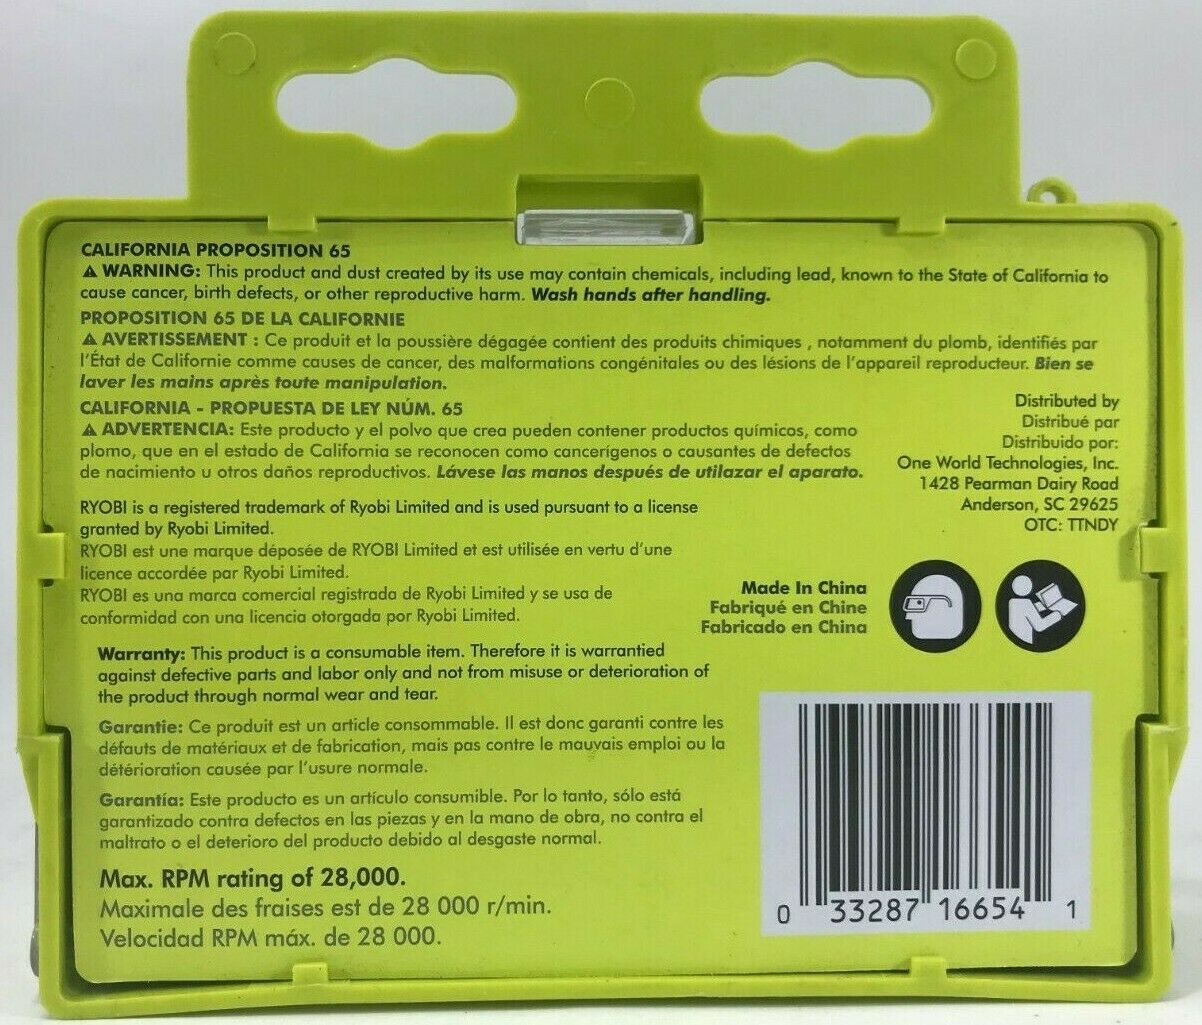 CALIFORNIA PROPOSITION 65
⚠ WARNING: This product and dust created by its use may contain chemicals, including lead, known to the State of California to
cause cancer, birth defects, or other reproductive harm. Wash hands after handling.
PROPOSITION 65 DE LA CALIFORNIE
⚠ AVERTISSEMENT : Ce produit et la poussière dégagée contient des produits chimiques , notamment du plomb, identifiés par
l'État de Californie comme causes de cancer, des malformations congénitales ou des lésions de l'appareil reproducteur. Bien se
laver les mains après toute manipulation.
CALIFORNIA - PROPUESTA DE LEY NÚM. 65
⚠ ADVERTENCIA: Este producto y el polvo que crea pueden contener productos químicos, como
plomo, que en el estado de California se reconocen como cancerígenos o causantes de defectos
de nacimiento u otros daños reproductivos. Lávese las manos después de utilazar el aparato.
Distributed by
Distribué par
Distribuido por:
One World Technologies, Inc.
1428 Pearman Dairy Road
Anderson, SC 29625
OTC: TTNDY
RYOBI is a registered trademark of Ryobi Limited and is used pursuant to a license
granted by Ryobi Limited.
RYOBI est une marque déposée de RYOBI Limited et est utilisée en vertu d'une
licence accordée par Ryobi Limited.
RYOBI es una marca comercial registrada de Ryobi Limited y se usa de
conformidad con una licencia otorgada por Ryobi Limited.
Made In China
Fabriqué en Chine
Fabricado en China
Warranty: This product is a consumable item. Therefore it is warrantied
against defective parts and labor only and not from misuse or deterioration of
the product through normal wear and tear.
Garantie: Ce produit est un article consommable. Il est donc garanti contre les
défauts de matériaux et de fabrication, mais pas contre le mauvais emploi ou la
détérioration causée par l'usure normale.
Garantía: Este producto es un artículo consumible. Por lo tanto, sólo está
garantizado contra defectos en las piezas y en la mano de obra, no contra el
maltrato o el deterioro del producto debido al desgaste normal.
Max. RPM rating of 28,000.
Maximale des fraises est de 28 000 r/min.
Velocidad RPM máx. de 28 000.
0 33287 16654 1